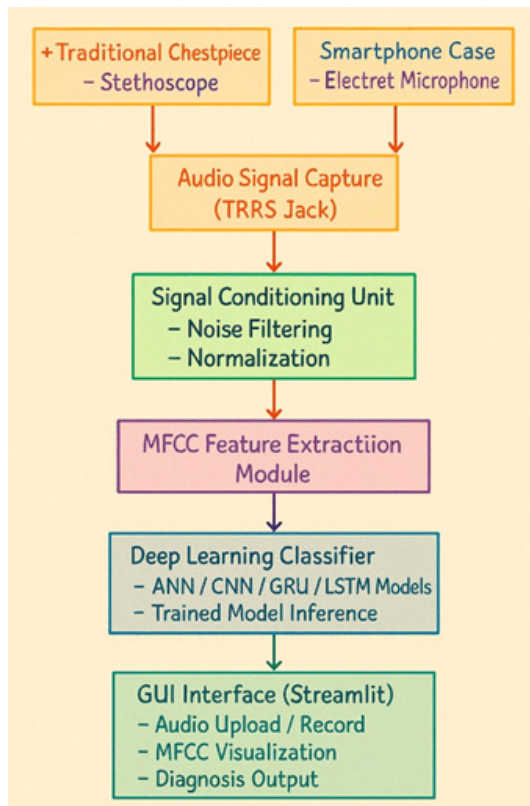 + Traditional Chestpiece
– Stethoscope
Smartphone Case
– Electret Microphone
Audio Signal Capture
(TRRS Jack)
Signal Conditioning Unit
– Noise Filtering
– Normalization
MFCC Feature Extractiion
Module
Deep Learning Classifier
– ANN / CNN / GRU / LSTM Models
– Trained Model Inference
GUI Interface (Streamlit)
– Audio Upload / Record
– MFCC Visualization
– Diagnosis Output